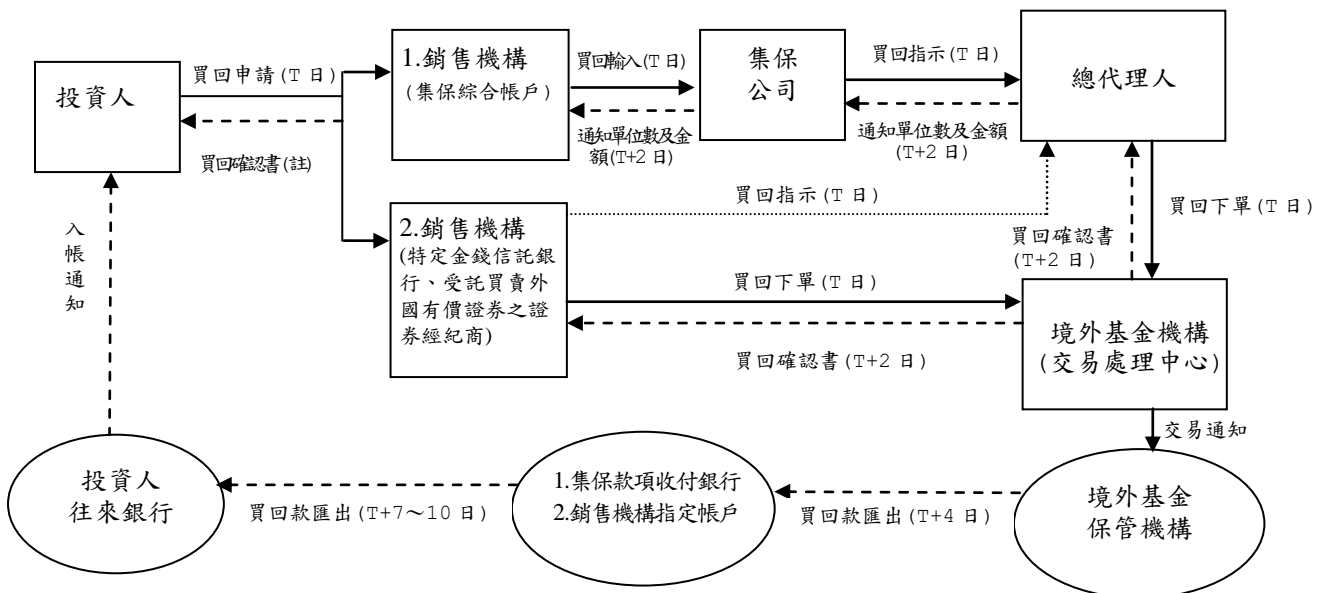 投資人
買回申請(T 日)
買回確認書(註)
1.銷售機構
(集保綜合帳戶)
買回輸入(T 日)
通知單位數及金
額(T+2 日)
集保
公司
買回指示(T 日)
通知單位數及金額
(T+2 日)
總代理人
2.銷售機構
(特定金錢信託銀
行、受託買賣外
國有價證券之證
券經紀商)
買回指示(T 日)
買回下單(T 日)
買回確認書
(T+2 日)
買回下單(T 日)
買回確認書(T+2 日)
境外基金機構
(交易處理中心)
入
帳
通
知
交易通知
投資人
往來銀行
買回款匯出(T+7～10 日)
1.集保款項收付銀行
2.銷售機構指定帳戶
買回款匯出(T+4 日)
境外基金
保管機構